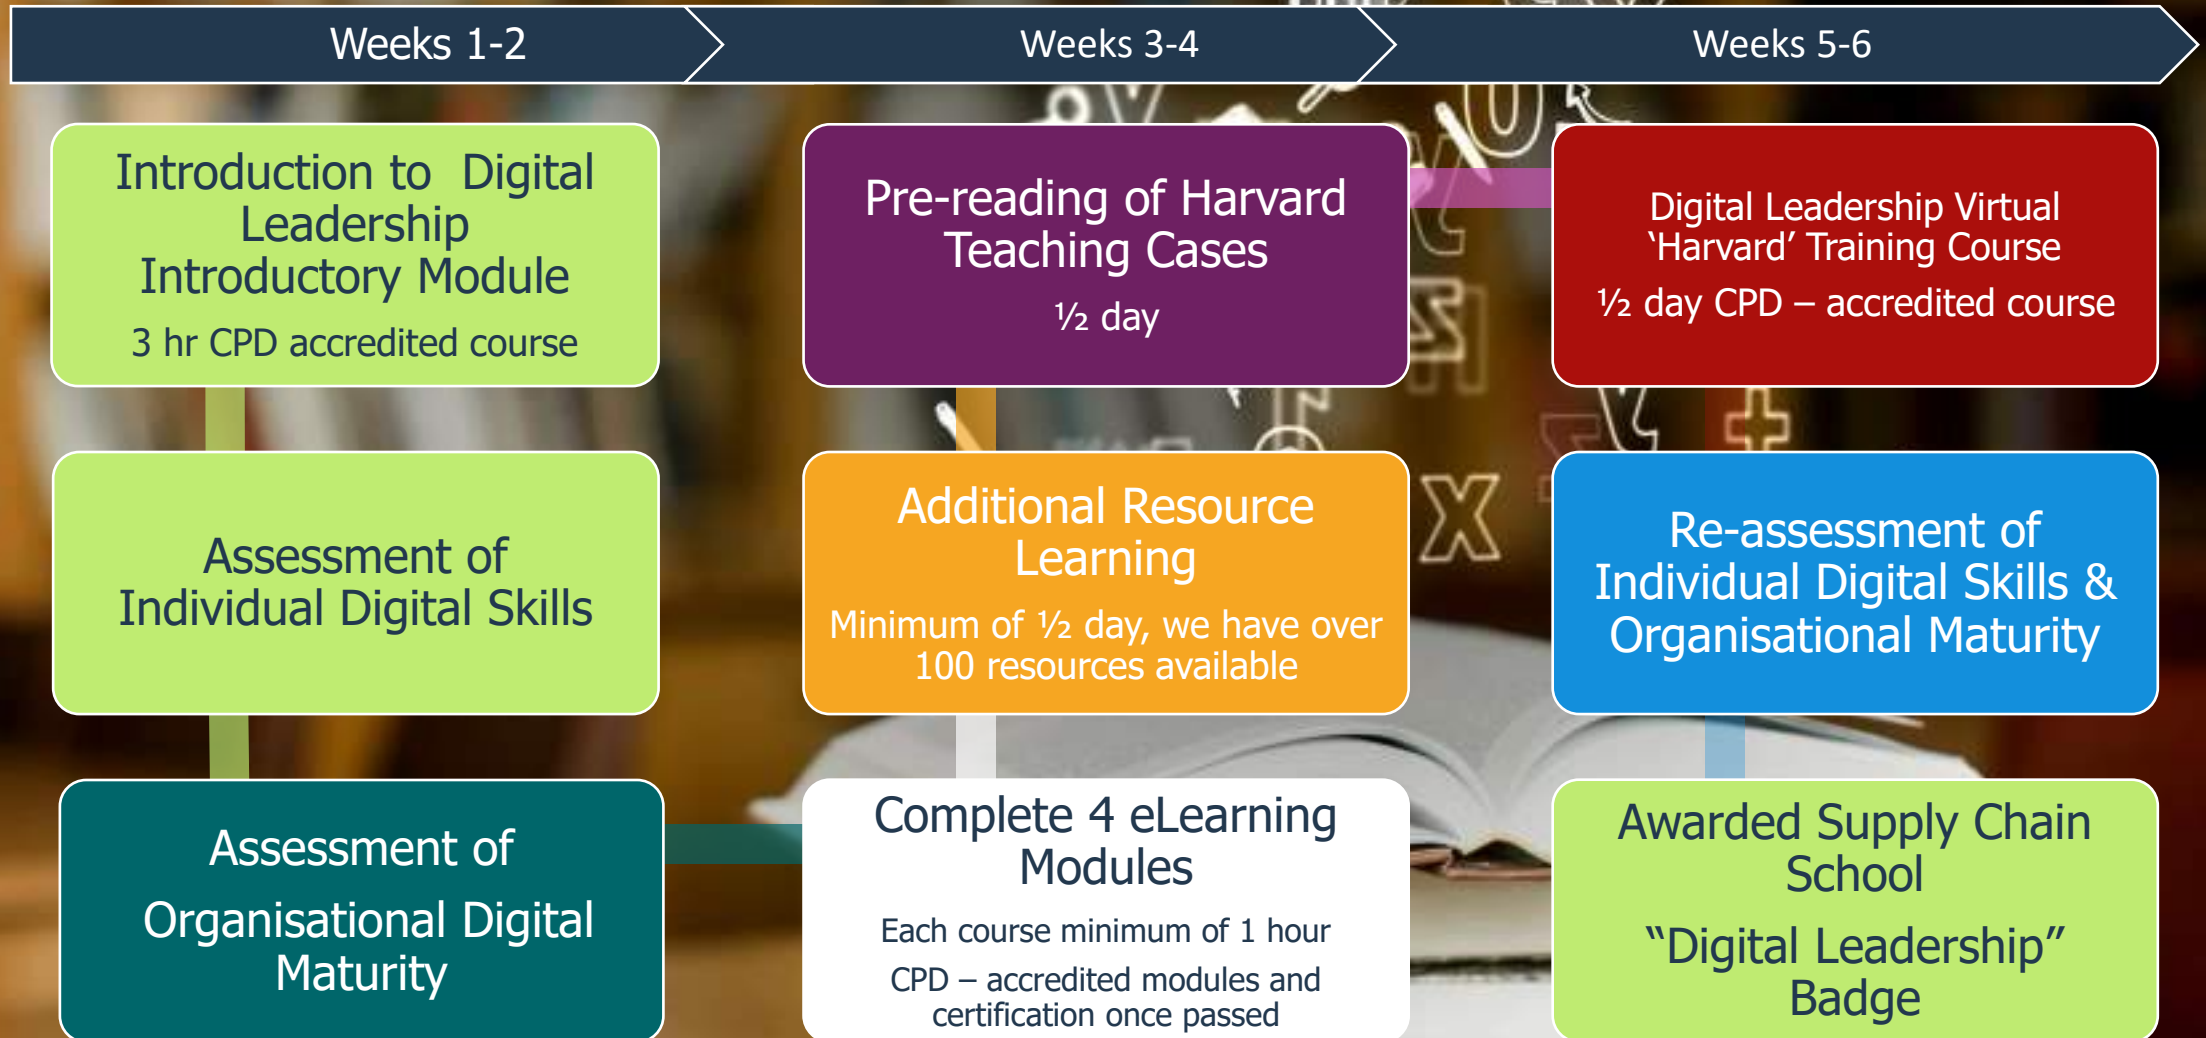 Weeks 1-2
Weeks 3-4
Weeks 5-6
Introduction to  Digital
Leadership
Introductory Module
3 hr CPD accredited course
Assessment of
Individual Digital Skills
Assessment of
Organisational Digital
Maturity
Pre-reading of Harvard
Teaching Cases
½ day
Additional Resource
Learning
Minimum of ½ day, we have over
100 resources available
Complete 4 eLearning
Modules
Each course minimum of 1 hour
CPD – accredited modules and
certification once passed
Digital Leadership Virtual
‘Harvard’ Training Course
½ day CPD – accredited course
Re-assessment of
Individual Digital Skills &
Organisational Maturity
Awarded Supply Chain
School
“Digital Leadership”
Badge